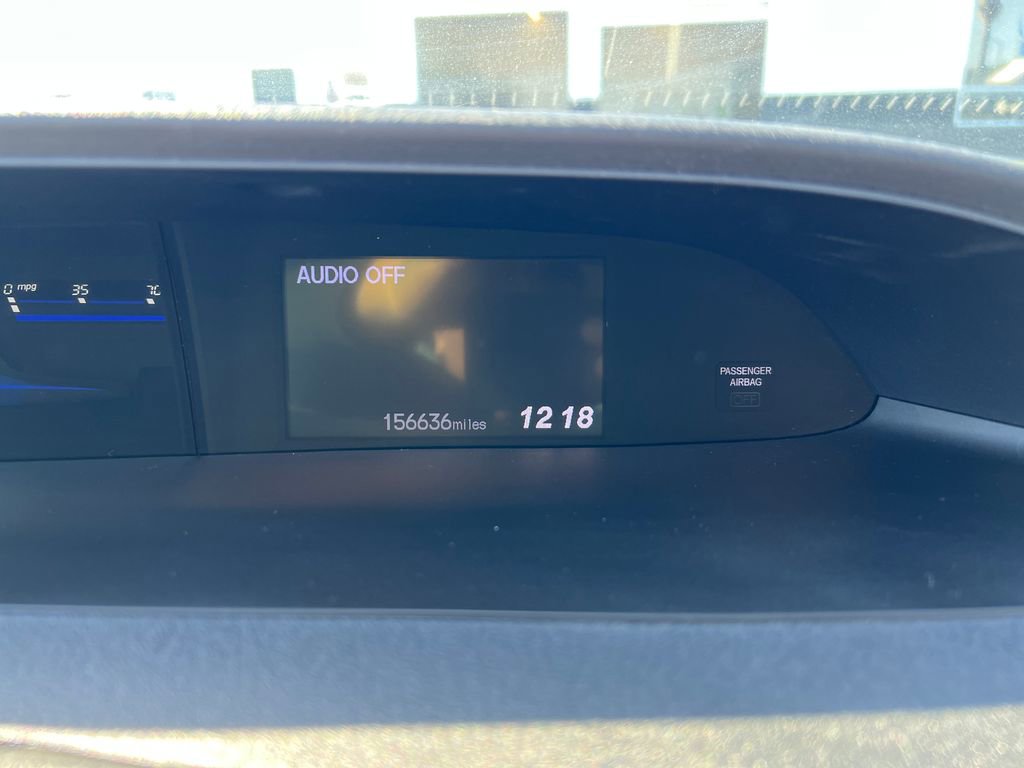 AUDIO OFF
0 mpg 35 70
PASSENGER
AIRBAG
OFF
156636miles 12 18